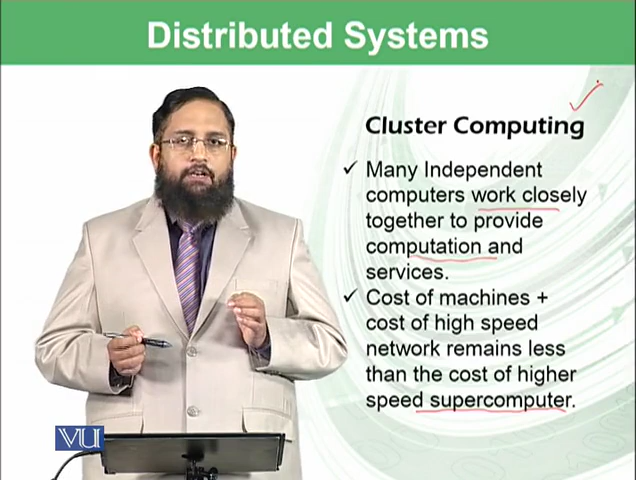 Distributed Systems
Cluster Computing
Many Independent
computers work closely
together to provide
computation and
services.
Cost of machines +
cost of high speed
network remains less
than the cost of higher
speed supercomputer.
VU